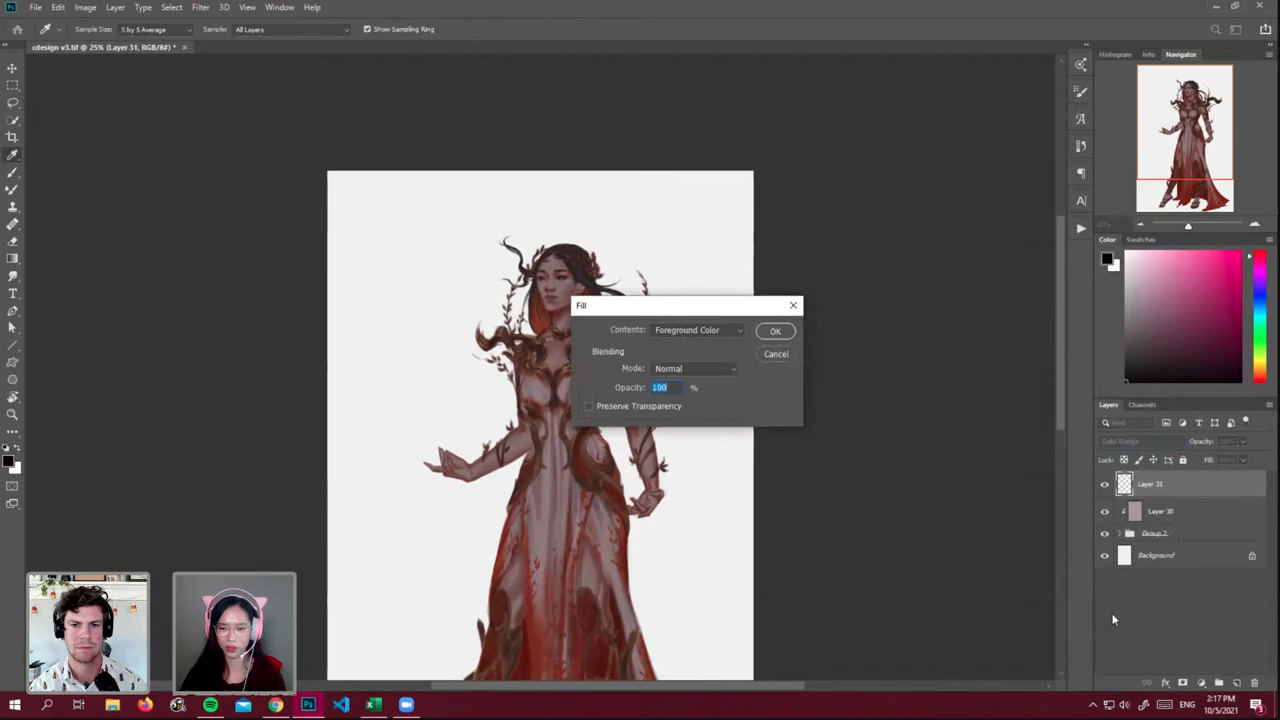 File Edit Image Layer Type Select Filter 3D View Window Help
Sample Size: 5 by 5 Average Sample: All Layers Show Sampling Ring
cdesign v3.tif @ 25% (Layer 31, RGB/8#) *
Histogram Info Navigator
Color Swatches
Fill
Contents: Foreground Color OK
Blending Cancel
Mode: Normal
Opacity: 100 %
Preserve Transparency
Layers Channels
Kind
Color Dodge Opacity:
Lock: Fill:
Layer 31
Layer 30
Group 2
Background
ENG 2:17 PM
10/5/2021 3